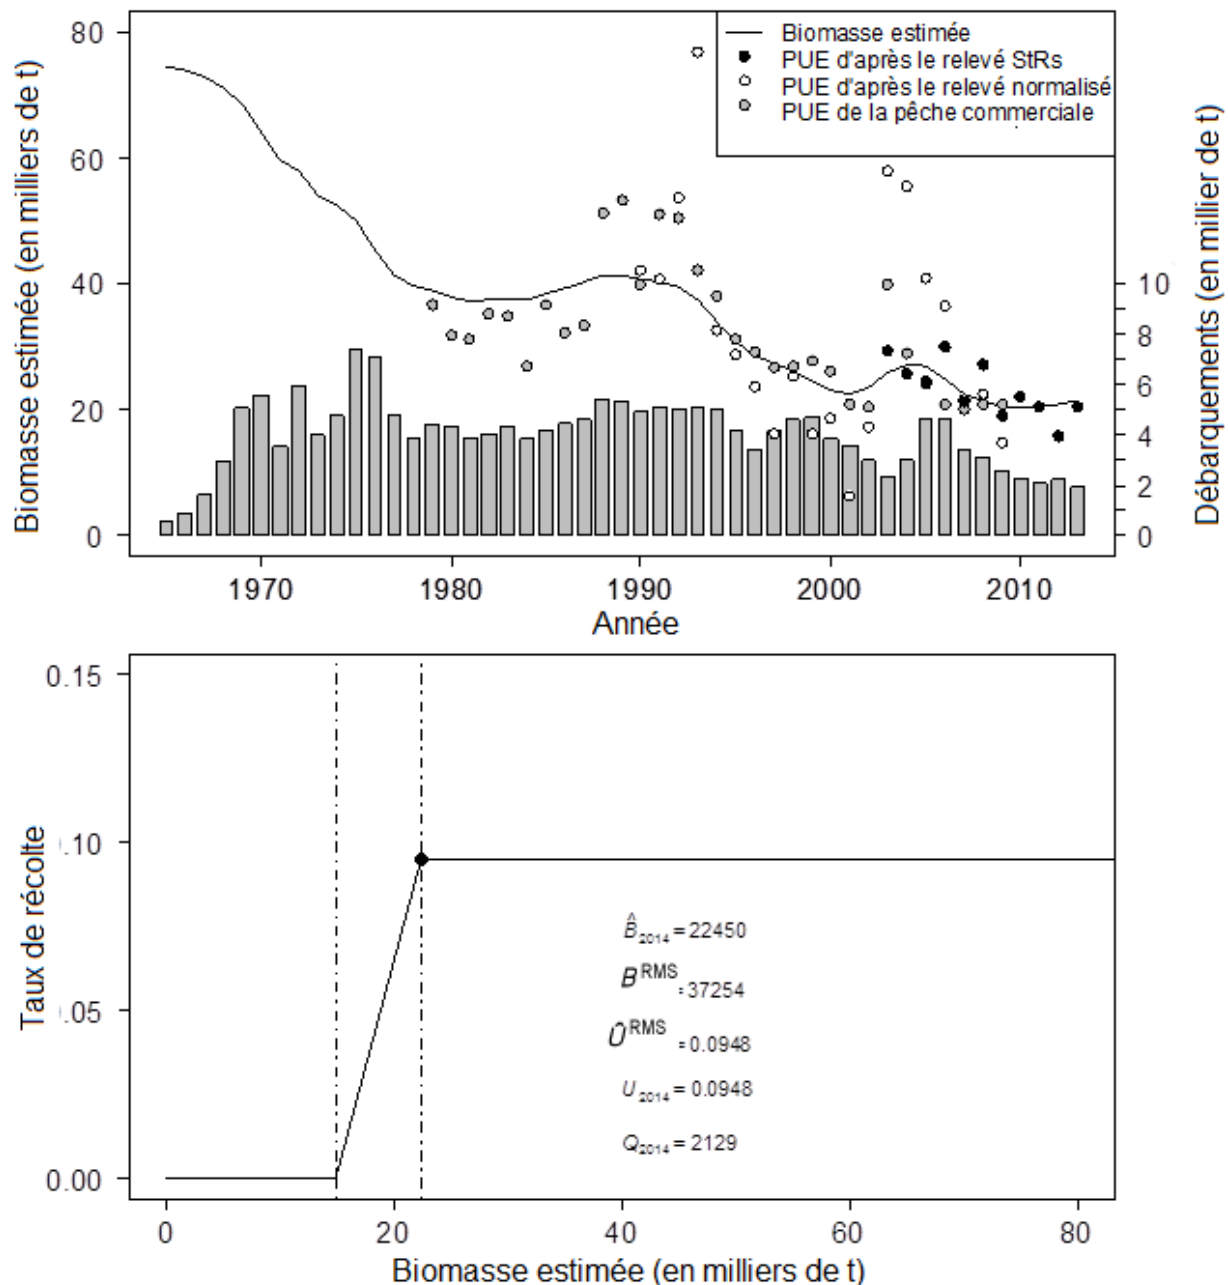 Biomasse estimée
PUE d'après le relevé StRs
PUE d'après le relevé normalisé
PUE de la pêche commerciale
Biomasse estimée (en milliers de t)
80
60
40
20
0
Débarquements (en millier de t)
10
8
6
4
2
0
1970 1980 1990 2000 2010
Année
Taux de récolte
0.15
.10
.05
0.00
B̂2014 = 22450
B RMS = 37254
Û RMS = 0.0948
U2014 = 0.0948
Q2014 = 2129
0 20 40 60 80
Biomasse estimée (en milliers de t)